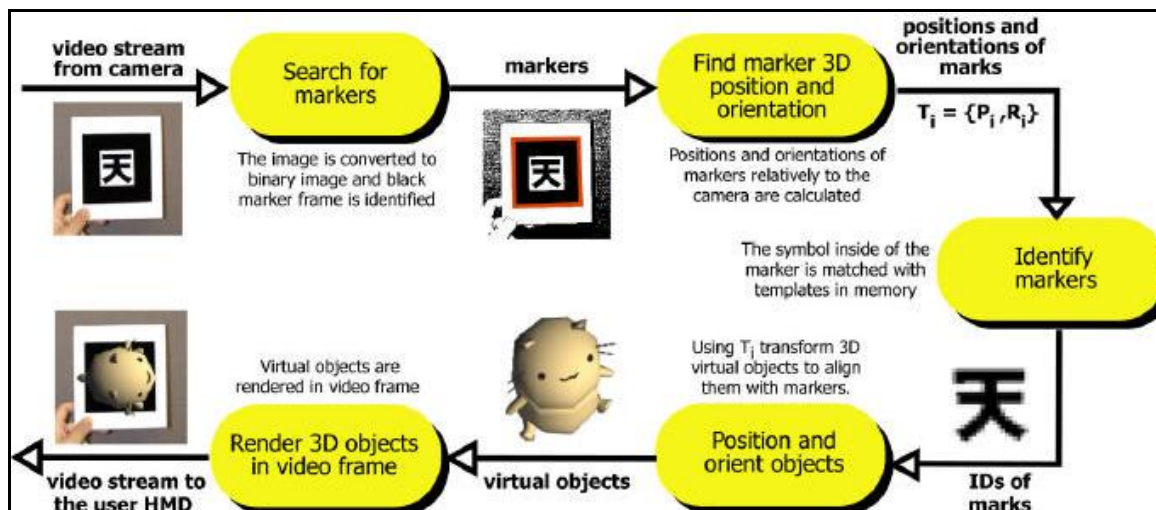 video stream
from camera
Search for
markers
The image is converted to
binary image and black
marker frame is identified
markers
Find marker 3D
position and
orientation
Positions and orientations of
markers relatively to the
camera are calculated
positions and
orientations of
marks
Tᵢ = {Pᵢ ,Rᵢ}
天
天
The symbol inside of the
marker is matched with
templates in memory
Identify
markers
天
IDs of
marks
Using Tᵢ transform 3D
virtual objects to align
them with markers.
Position and
orient objects
virtual objects
Virtual objects are
rendered in video frame
Render 3D objects
in video frame
video stream to
the user HMD